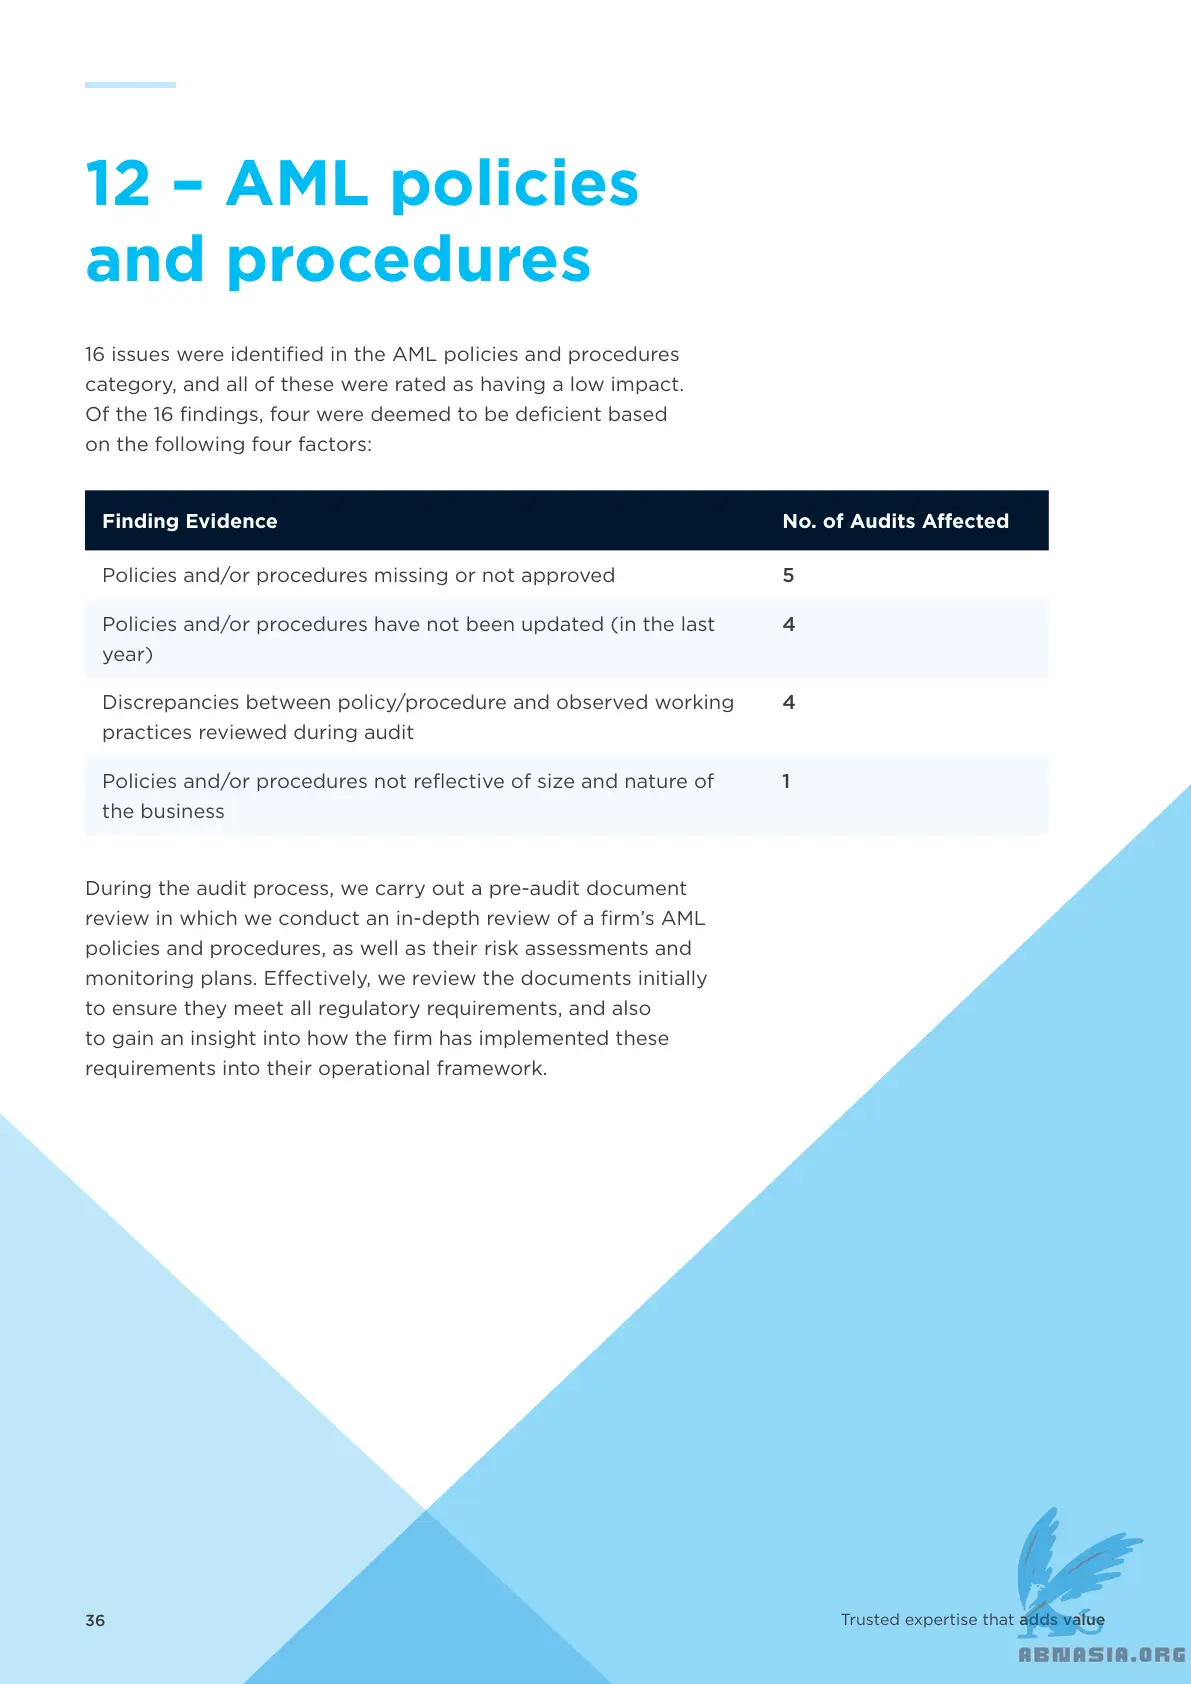 12 – AML policies
and procedures
16 issues were identified in the AML policies and procedures
category, and all of these were rated as having a low impact.
Of the 16 findings, four were deemed to be deficient based
on the following four factors:
Finding Evidence No. of Audits Affected
Policies and/or procedures missing or not approved 5
Policies and/or procedures have not been updated (in the last 4
year)
Discrepancies between policy/procedure and observed working 4
practices reviewed during audit
Policies and/or procedures not reflective of size and nature of 1
the business
During the audit process, we carry out a pre-audit document
review in which we conduct an in-depth review of a firm’s AML
policies and procedures, as well as their risk assessments and
monitoring plans. Effectively, we review the documents initially
to ensure they meet all regulatory requirements, and also
to gain an insight into how the firm has implemented these
requirements into their operational framework.
36 Trusted expertise that adds value
ABNASIA.ORG